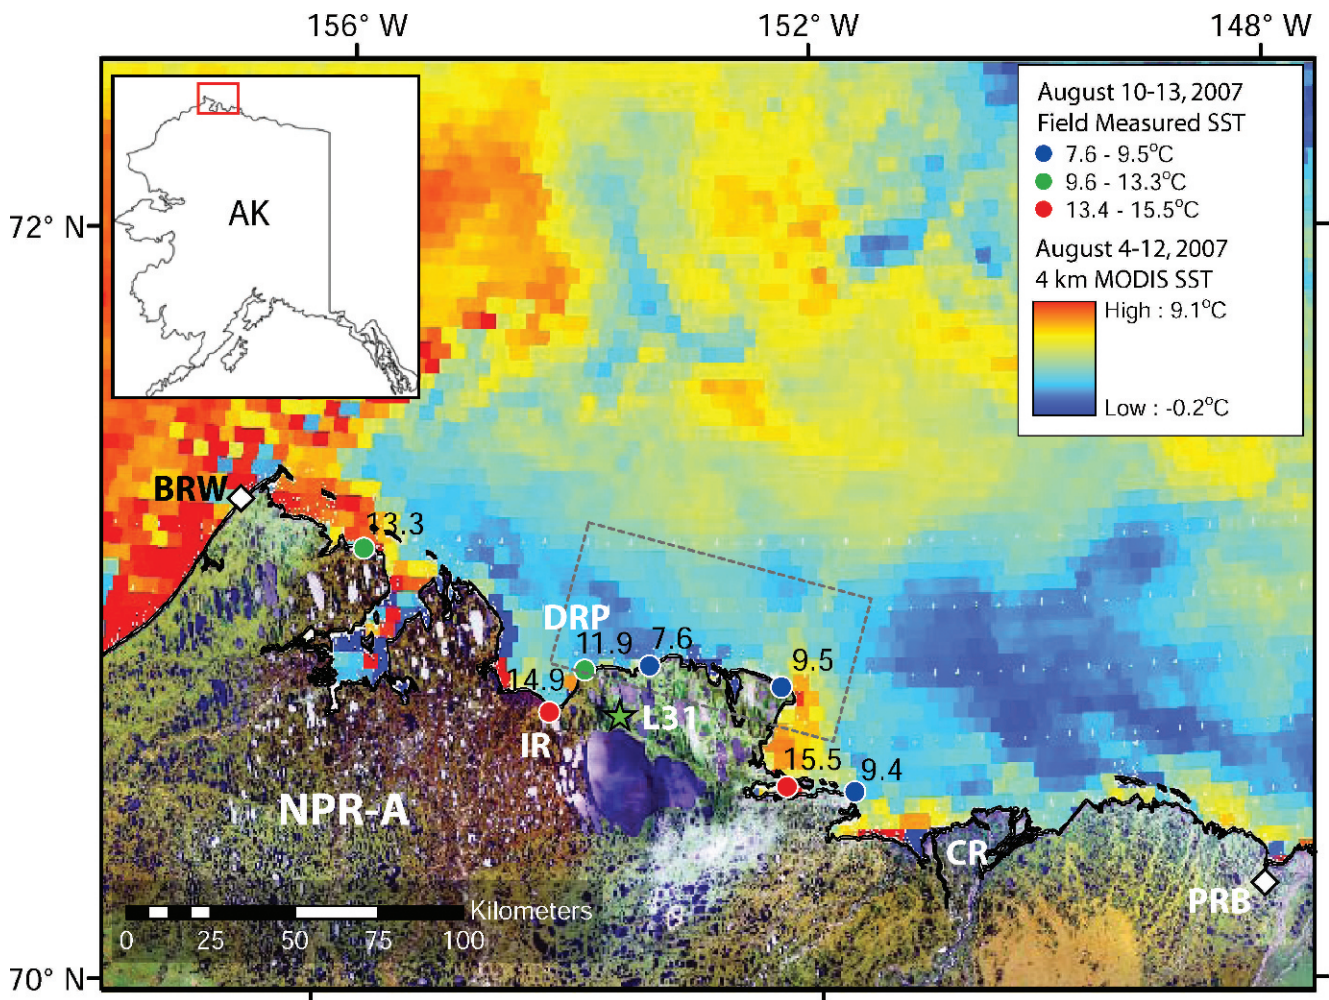 156° W
152° W
148° W
72° N
70° N
AK
August 10-13, 2007
Field Measured SST
7.6 - 9.5°C
9.6 - 13.3°C
13.4 - 15.5°C
August 4-12, 2007
4 km MODIS SST
High : 9.1°C
Low : -0.2°C
BRW
13.3
DRP
11.9
7.6
9.5
14.9
L31
IR
15.5
9.4
NPR-A
CR
PRB
Kilometers
0 25 50 75 100